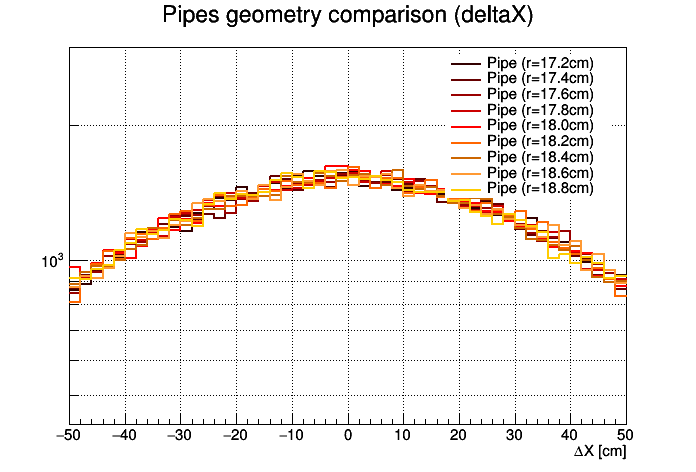 Pipes geometry comparison (deltaX)
Pipe (r=17.2cm)
Pipe (r=17.4cm)
Pipe (r=17.6cm)
Pipe (r=17.8cm)
Pipe (r=18.0cm)
Pipe (r=18.2cm)
Pipe (r=18.4cm)
Pipe (r=18.6cm)
Pipe (r=18.8cm)
10³
−50 −40 −30 −20 −10 0 10 20 30 40 50
ΔX [cm]